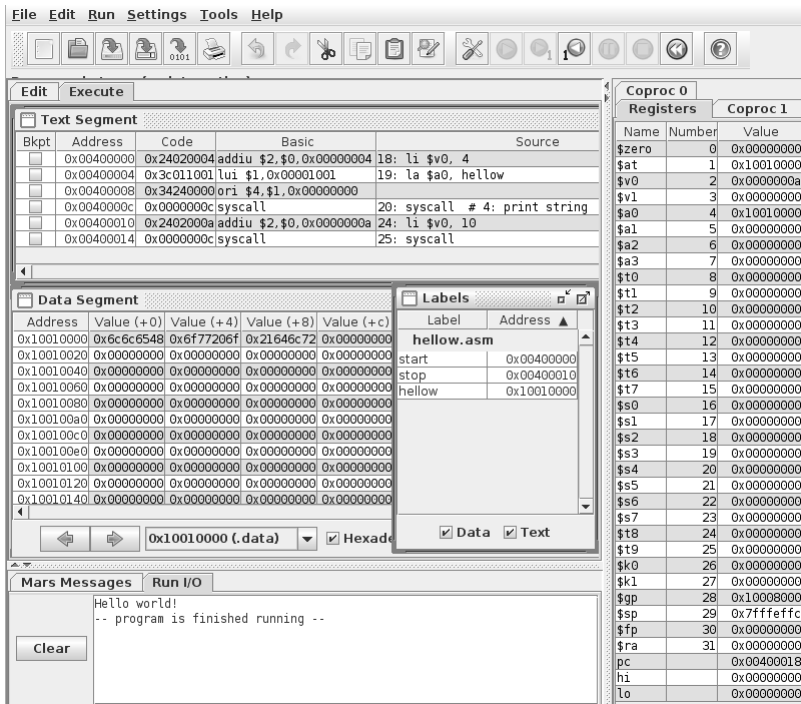 File Edit Run Settings Tools Help
0101
1
1
Edit Execute
Text Segment
Bkpt Address Code Basic Source
0x00400000 0x24020004 addiu $2,$0,0x00000004 18: li $v0, 4
0x00400004 0x3c011001 lui $1,0x00001001 19: la $a0, hellow
0x00400008 0x34240000 ori $4,$1,0x00000000
0x0040000c 0x0000000c syscall 20: syscall # 4: print string
0x00400010 0x2402000a addiu $2,$0,0x0000000a 24: li $v0, 10
0x00400014 0x0000000c syscall 25: syscall
Data Segment
Address Value (+0) Value (+4) Value (+8) Value (+c)
0x10010000 0x6c6c6548 0x6f77206f 0x21646c72 0x00000000
0x10010020 0x00000000 0x00000000 0x00000000 0x00000000
0x10010040 0x00000000 0x00000000 0x00000000 0x00000000
0x10010060 0x00000000 0x00000000 0x00000000 0x00000000
0x10010080 0x00000000 0x00000000 0x00000000 0x00000000
0x100100a0 0x00000000 0x00000000 0x00000000 0x00000000
0x100100c0 0x00000000 0x00000000 0x00000000 0x00000000
0x100100e0 0x00000000 0x00000000 0x00000000 0x00000000
0x10010100 0x00000000 0x00000000 0x00000000 0x00000000
0x10010120 0x00000000 0x00000000 0x00000000 0x00000000
0x10010140 0x00000000 0x00000000 0x00000000 0x00000000
0x10010000 (.data) Hexade
Labels
Label Address ▲
hellow.asm
start 0x00400000
stop 0x00400010
hellow 0x10010000
Data Text
Mars Messages Run I/O
Hello world!
-- program is finished running --
Clear
Coproc 0
Registers Coproc 1
Name Number Value
$zero 0 0x00000000
$at 1 0x10010000
$v0 2 0x0000000a
$v1 3 0x00000000
$a0 4 0x10010000
$a1 5 0x00000000
$a2 6 0x00000000
$a3 7 0x00000000
$t0 8 0x00000000
$t1 9 0x00000000
$t2 10 0x00000000
$t3 11 0x00000000
$t4 12 0x00000000
$t5 13 0x00000000
$t6 14 0x00000000
$t7 15 0x00000000
$s0 16 0x00000000
$s1 17 0x00000000
$s2 18 0x00000000
$s3 19 0x00000000
$s4 20 0x00000000
$s5 21 0x00000000
$s6 22 0x00000000
$s7 23 0x00000000
$t8 24 0x00000000
$t9 25 0x00000000
$k0 26 0x00000000
$k1 27 0x00000000
$gp 28 0x10008000
$sp 29 0x7fffeffc
$fp 30 0x00000000
$ra 31 0x00000000
pc 0x00400018
hi 0x00000000
lo 0x00000000